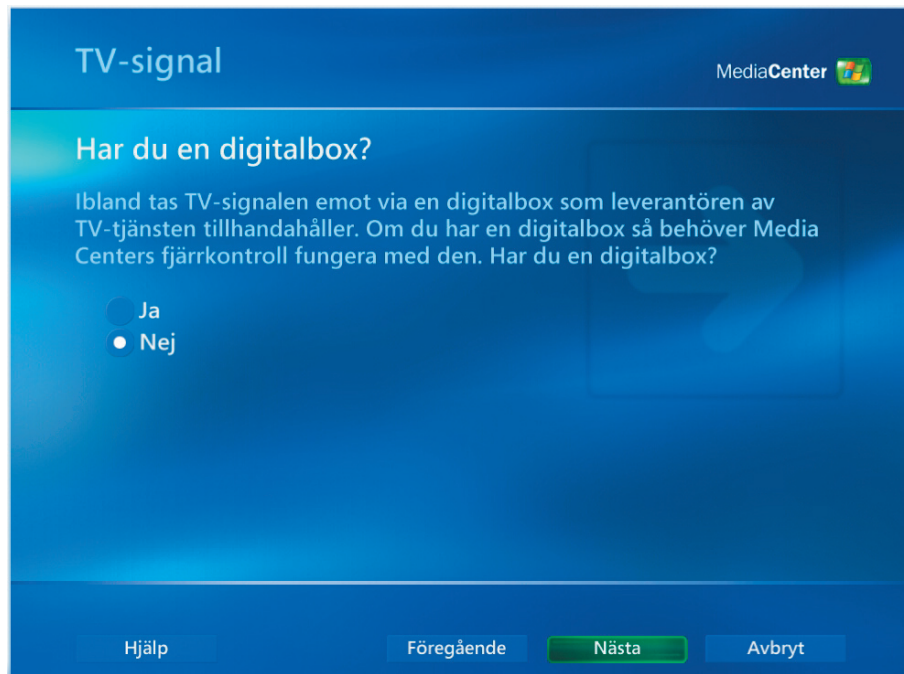 TV-signal
MediaCenter
Har du en digitalbox?
Ibland tas TV-signalen emot via en digitalbox som leverantören av
TV-tjänsten tillhandahåller. Om du har en digitalbox så behöver Media
Centers fjärrkontroll fungera med den. Har du en digitalbox?
Ja
Nej
Hjälp Föregående Nästa Avbryt